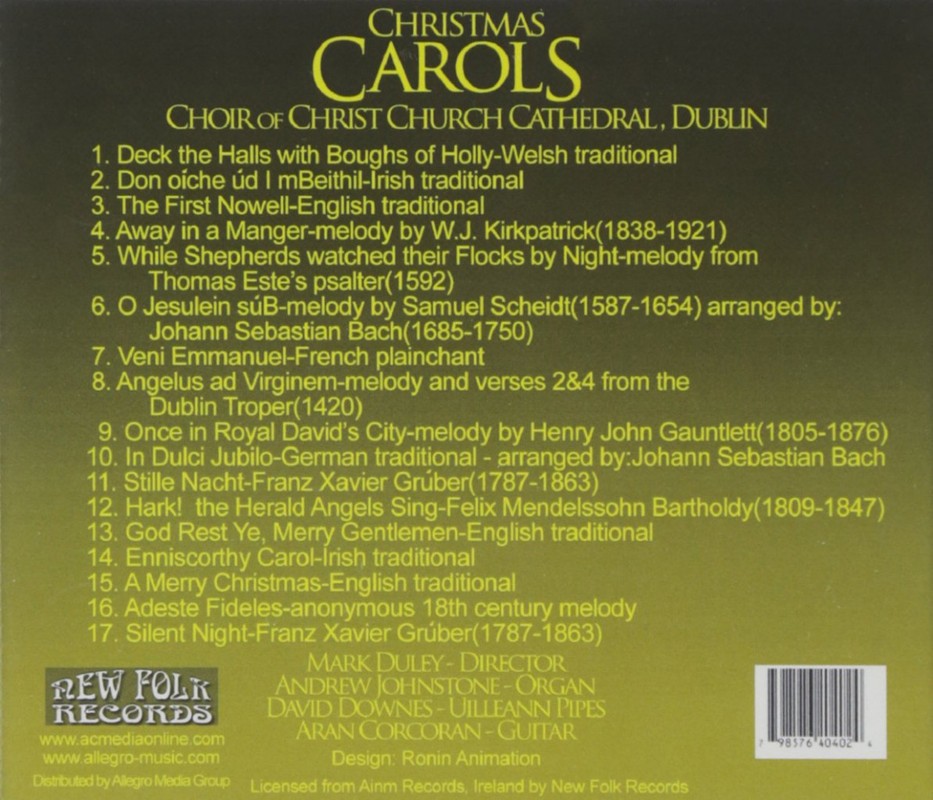 CHRISTMAS
CAROLS
CHOIR OF CHRIST CHURCH CATHEDRAL, DUBLIN
1. Deck the Halls with Boughs of Holly-Welsh traditional
2. Don oíche úd I mBeithil-Irish traditional
3. The First Nowell-English traditional
4. Away in a Manger-melody by W.J. Kirkpatrick(1838-1921)
5. While Shepherds watched their Flocks by Night-melody from
Thomas Este's psalter(1592)
6. O Jesulein súB-melody by Samuel Scheidt(1587-1654) arranged by:
Johann Sebastian Bach(1685-1750)
7. Veni Emmanuel-French plainchant
8. Angelus ad Virginem-melody and verses 2&4 from the
Dublin Troper(1420)
9. Once in Royal David's City-melody by Henry John Gauntlett(1805-1876)
10. In Dulci Jubilo-German traditional - arranged by:Johann Sebastian Bach
11. Stille Nacht-Franz Xavier Grúber(1787-1863)
12. Hark! the Herald Angels Sing-Felix Mendelssohn Bartholdy(1809-1847)
13. God Rest Ye, Merry Gentlemen-English traditional
14. Enniscorthy Carol-Irish traditional
15. A Merry Christmas-English traditional
16. Adeste Fideles-anonymous 18th century melody
17. Silent Night-Franz Xavier Grúber(1787-1863)
MARK DULEY - DIRECTOR
ANDREW JOHNSTONE - ORGAN
DAVID DOWNES - UILLEANN PIPES
ARAN CORCORAN - GUITAR
Design: Ronin Animation
Licensed from Ainm Records, Ireland by New Folk Records
NEW FOLK
RECORDS
www.acmediaonline.com
www.allegro-music.com
Distributed by Allegro Media Group
7 98576 40402 4